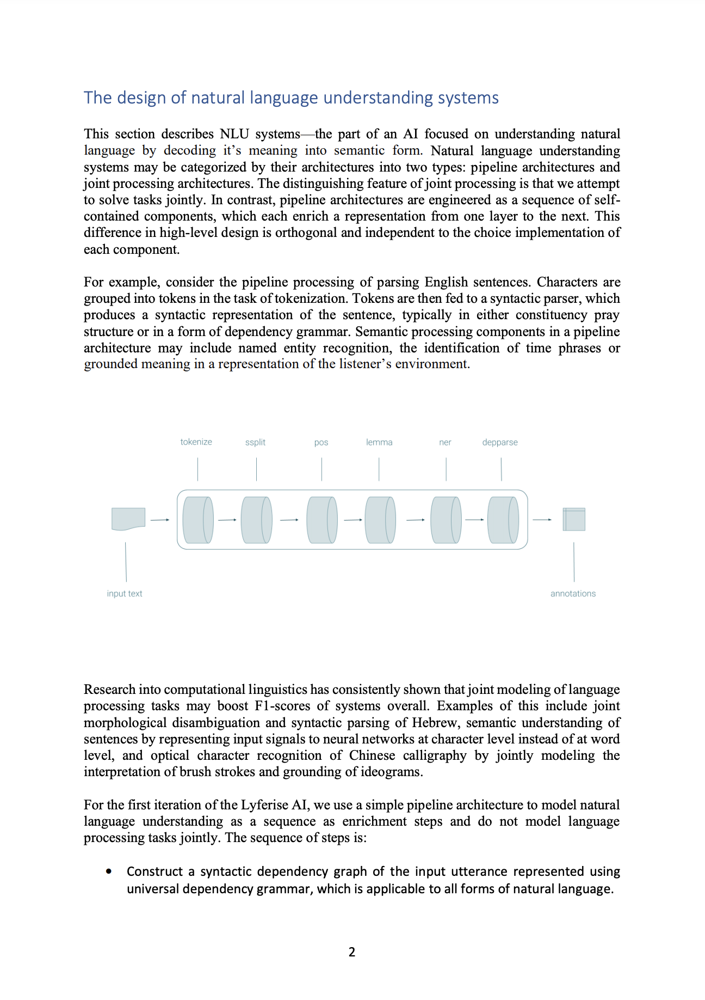 The design of natural language understanding systems
This section describes NLU systems—the part of an AI focused on understanding natural
language by decoding it’s meaning into semantic form. Natural language understanding
systems may be categorized by their architectures into two types: pipeline architectures and
joint processing architectures. The distinguishing feature of joint processing is that we attempt
to solve tasks jointly. In contrast, pipeline architectures are engineered as a sequence of self-
contained components, which each enrich a representation from one layer to the next. This
difference in high-level design is orthogonal and independent to the choice implementation of
each component.
For example, consider the pipeline processing of parsing English sentences. Characters are
grouped into tokens in the task of tokenization. Tokens are then fed to a syntactic parser, which
produces a syntactic representation of the sentence, typically in either constituency pray
structure or in a form of dependency grammar. Semantic processing components in a pipeline
architecture may include named entity recognition, the identification of time phrases or
grounded meaning in a representation of the listener’s environment.
tokenize ssplit pos lemma ner depparse
input text annotations
Research into computational linguistics has consistently shown that joint modeling of language
processing tasks may boost F1-scores of systems overall. Examples of this include joint
morphological disambiguation and syntactic parsing of Hebrew, semantic understanding of
sentences by representing input signals to neural networks at character level instead of at word
level, and optical character recognition of Chinese calligraphy by jointly modeling the
interpretation of brush strokes and grounding of ideograms.
For the first iteration of the Lyferise AI, we use a simple pipeline architecture to model natural
language understanding as a sequence as enrichment steps and do not model language
processing tasks jointly. The sequence of steps is:
• Construct a syntactic dependency graph of the input utterance represented using
universal dependency grammar, which is applicable to all forms of natural language.
2